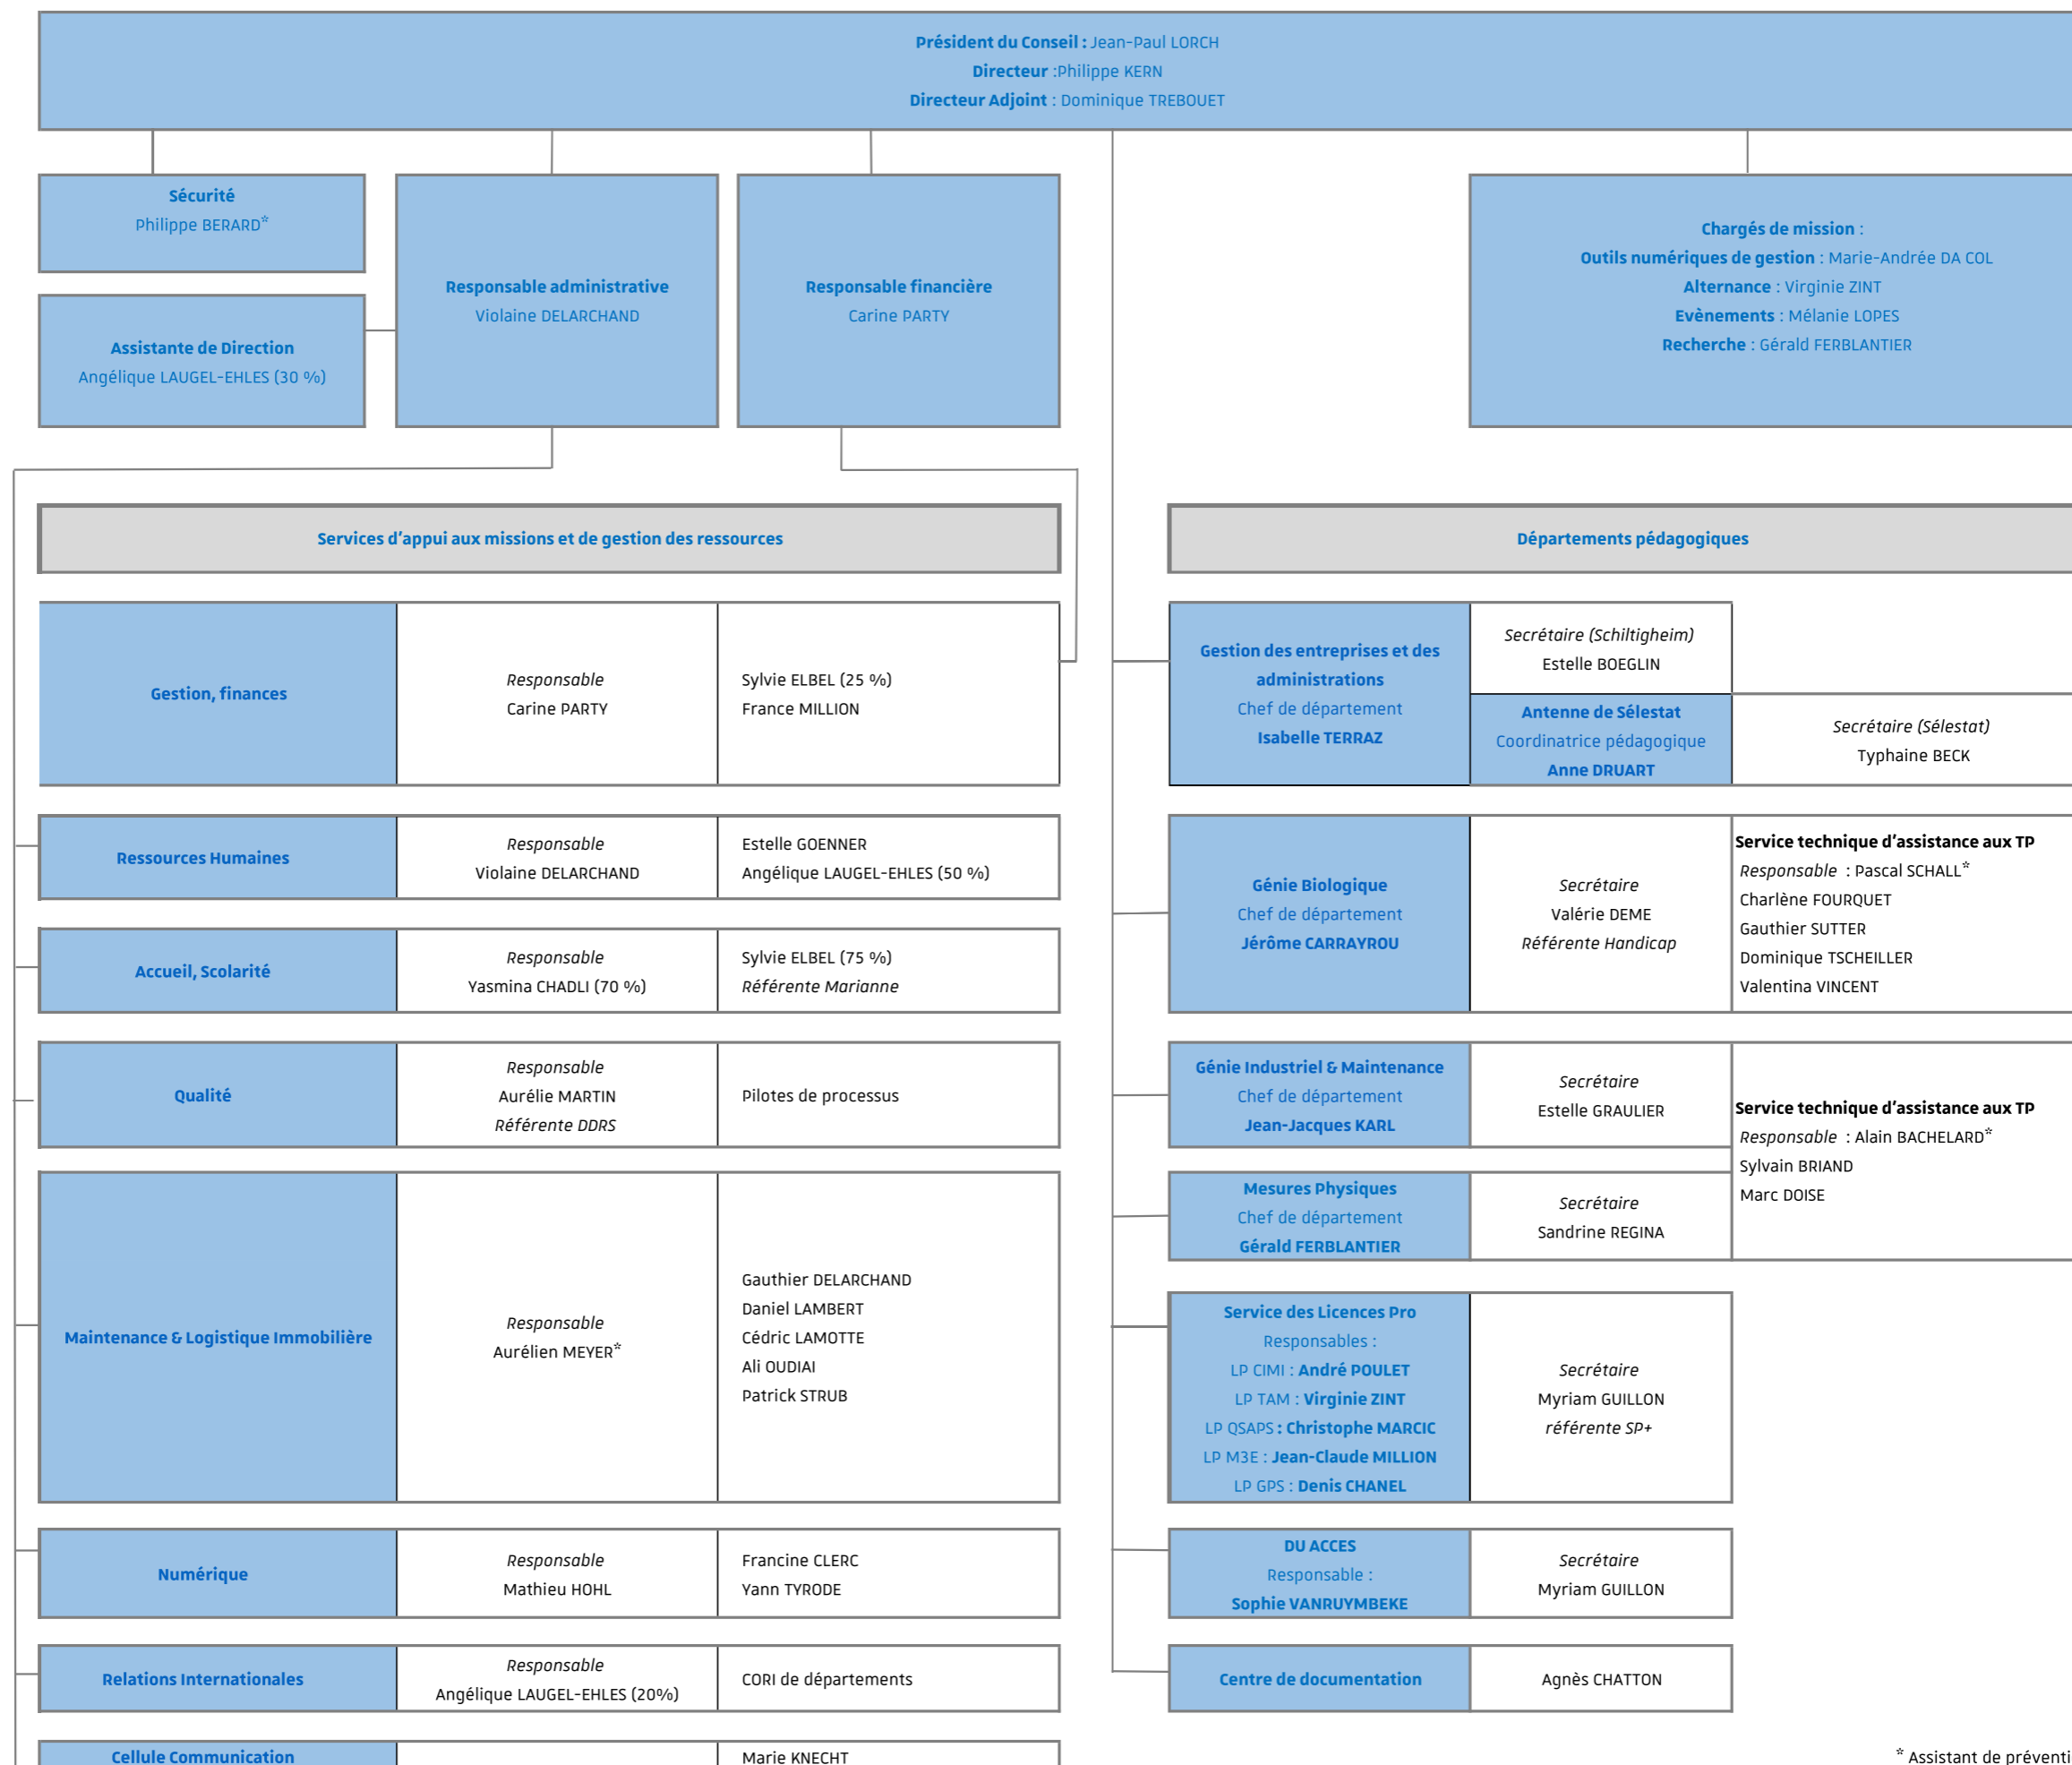 Président du Conseil : Jean-Paul LORCH
Directeur :Philippe KERN
Directeur Adjoint : Dominique TREBOUET
Sécurité
Philippe BERARD*
Assistante de Direction
Angélique LAUGEL-EHLES (30 %)
Responsable administrative
Violaine DELARCHAND
Responsable financière
Carine PARTY
Chargés de mission :
Outils numériques de gestion : Marie-Andrée DA COL
Alternance : Virginie ZINT
Evènements : Mélanie LOPES
Recherche : Gérald FERBLANTIER
Services d'appui aux missions et de gestion des ressources
Gestion, finances
Responsable
Carine PARTY
Sylvie ELBEL (25 %)
France MILLION
Ressources Humaines
Responsable
Violaine DELARCHAND
Estelle GOENNER
Angélique LAUGEL-EHLES (50 %)
Accueil, Scolarité
Responsable
Yasmina CHADLI (70 %)
Sylvie ELBEL (75 %)
Référente Marianne
Qualité
Responsable
Aurélie MARTIN
Référente DDRS
Pilotes de processus
Maintenance & Logistique Immobilière
Responsable
Aurélien MEYER*
Gauthier DELARCHAND
Daniel LAMBERT
Cédric LAMOTTE
Ali OUDIAI
Patrick STRUB
Numérique
Responsable
Mathieu HOHL
Francine CLERC
Yann TYRODE
Relations Internationales
Responsable
Angélique LAUGEL-EHLES (20%)
CORI de départements
Cellule Communication
Marie KNECHT
Départements pédagogiques
Gestion des entreprises et des
administrations
Chef de département
Isabelle TERRAZ
Secrétaire (Schiltigheim)
Estelle BOEGLIN
Antenne de Sélestat
Coordinatrice pédagogique
Anne DRUART
Secrétaire (Sélestat)
Typhaine BECK
Génie Biologique
Chef de département
Jérôme CARRAYROU
Secrétaire
Valérie DEME
Référente Handicap
Service technique d'assistance aux TP
Responsable : Pascal SCHALL*
Charlène FOURQUET
Gauthier SUTTER
Dominique TSCHEILLER
Valentina VINCENT
Génie Industriel & Maintenance
Chef de département
Jean-Jacques KARL
Secrétaire
Estelle GRAULIER
Service technique d'assistance aux TP
Responsable : Alain BACHELARD*
Sylvain BRIAND
Marc DOISE
Mesures Physiques
Chef de département
Gérald FERBLANTIER
Secrétaire
Sandrine REGINA
Service des Licences Pro
Responsables :
LP CIMI : André POULET
LP TAM : Virginie ZINT
LP QSAPS : Christophe MARCIC
LP M3E : Jean-Claude MILLION
LP GPS : Denis CHANEL
Secrétaire
Myriam GUILLON
référente SP+
DU ACCES
Responsable :
Sophie VANRUYMBEKE
Secrétaire
Myriam GUILLON
Centre de documentation
Agnès CHATTON
* Assistant de préventi